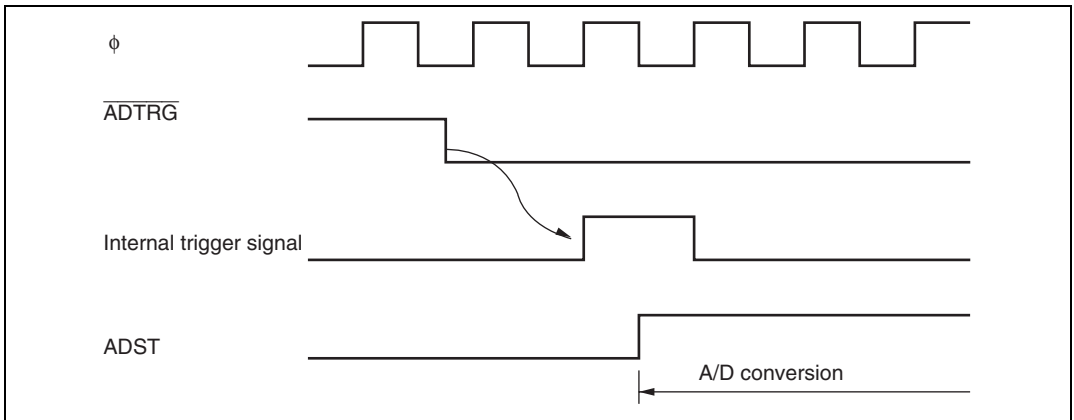 ϕ
ADTRG
Internal trigger signal
ADST
A/D conversion